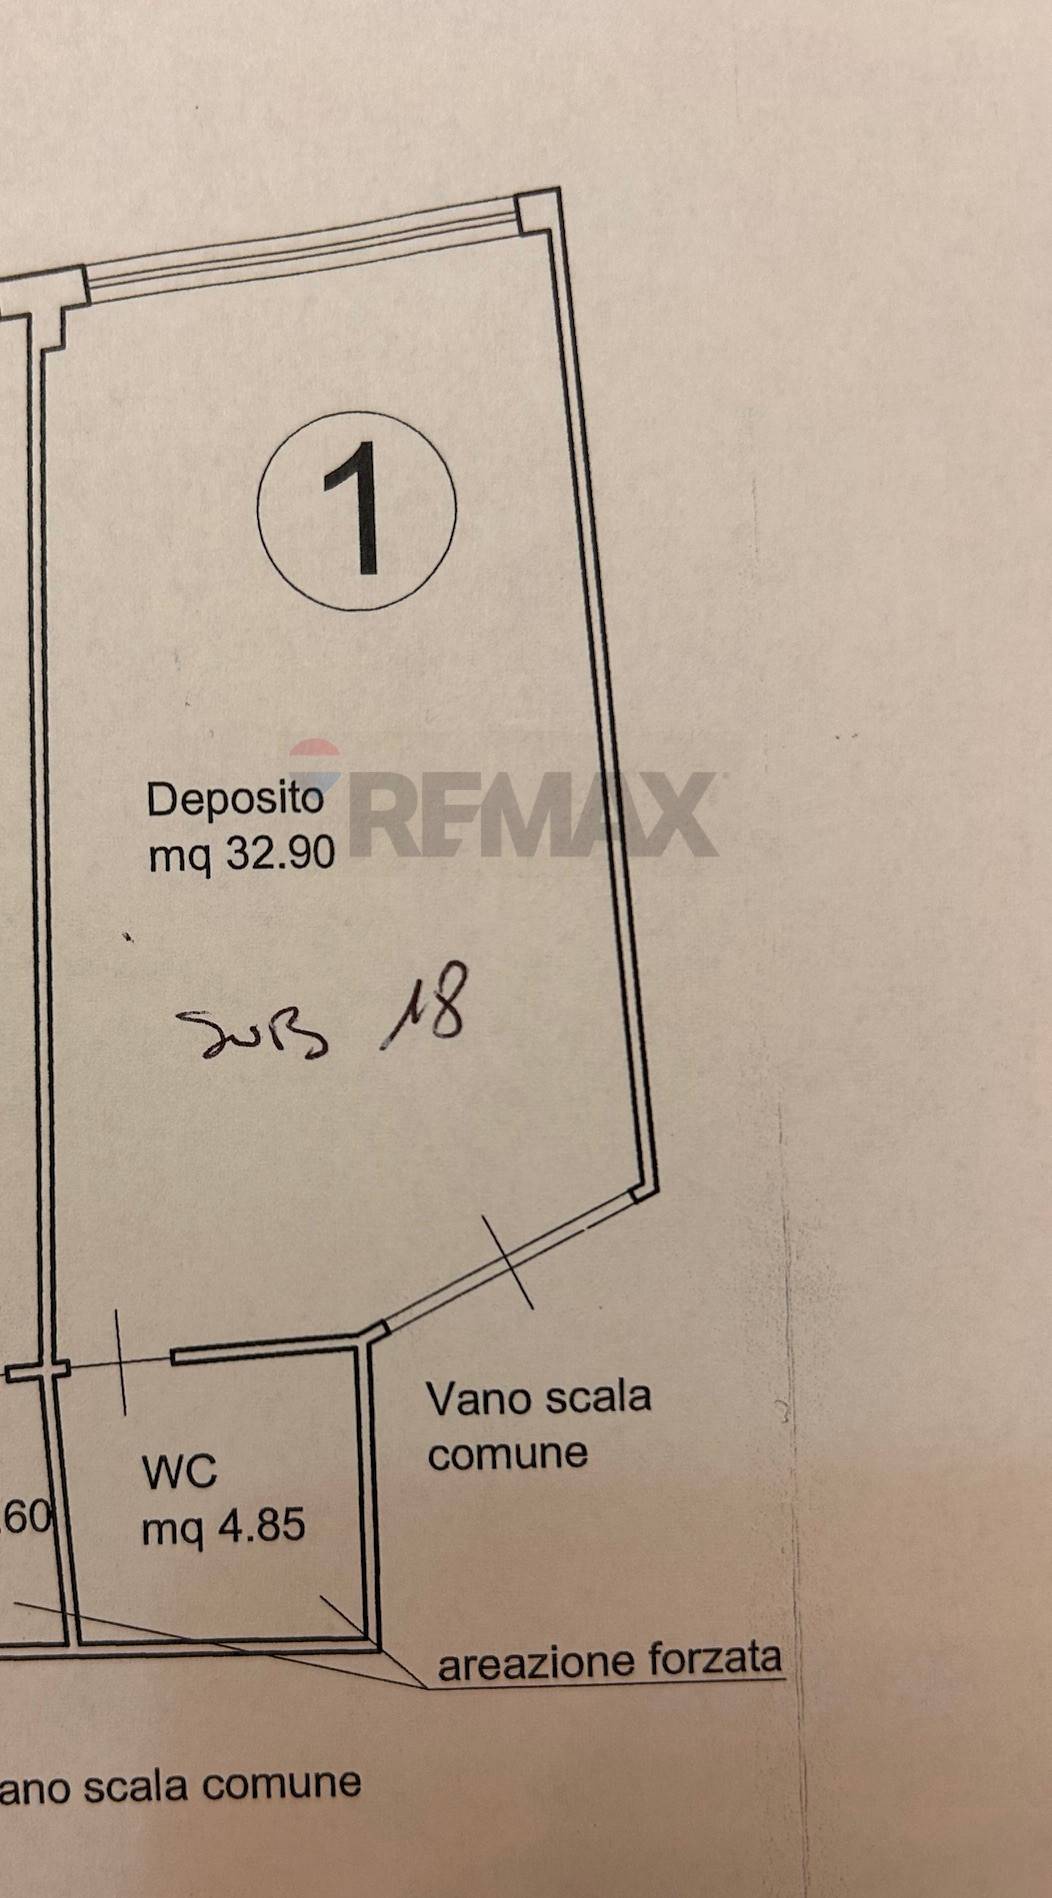 1
Deposito
mq 32.90
REMAX
SUB 18
Vano scala
comune
WC
mq 4.85
.60
areazione forzata
ano scala comune